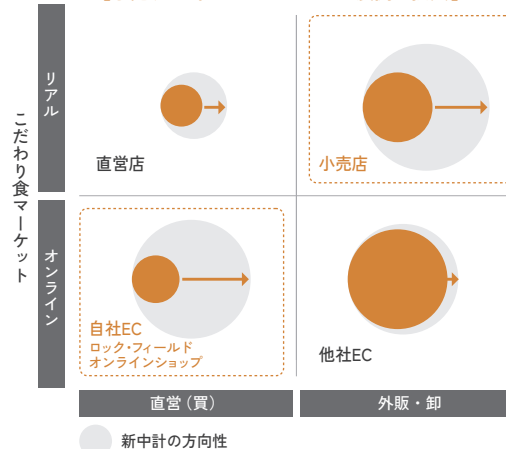 こだわり食マーケット
リアル
直営店
小売店
オンライン
自社EC
ロック・フィールド
オンラインショップ
他社EC
直営（買）
外販・卸
新中計の方向性